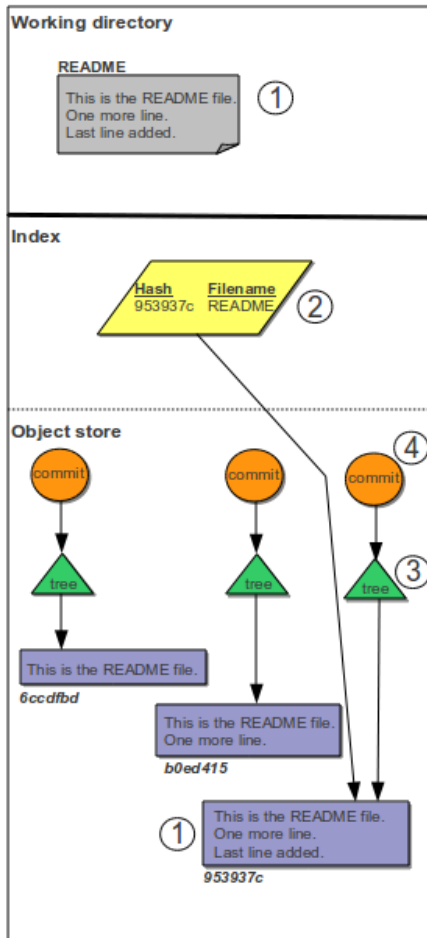 Working directory
README
This is the README file.
One more line.
Last line added.
1
Index
Hash Filename
953937c README
2
Object store
4
commit commit commit
3
tree tree tree
This is the README file.
6ccdfbd
This is the README file.
One more line.
b0ed415
1
This is the README file.
One more line.
Last line added.
953937c